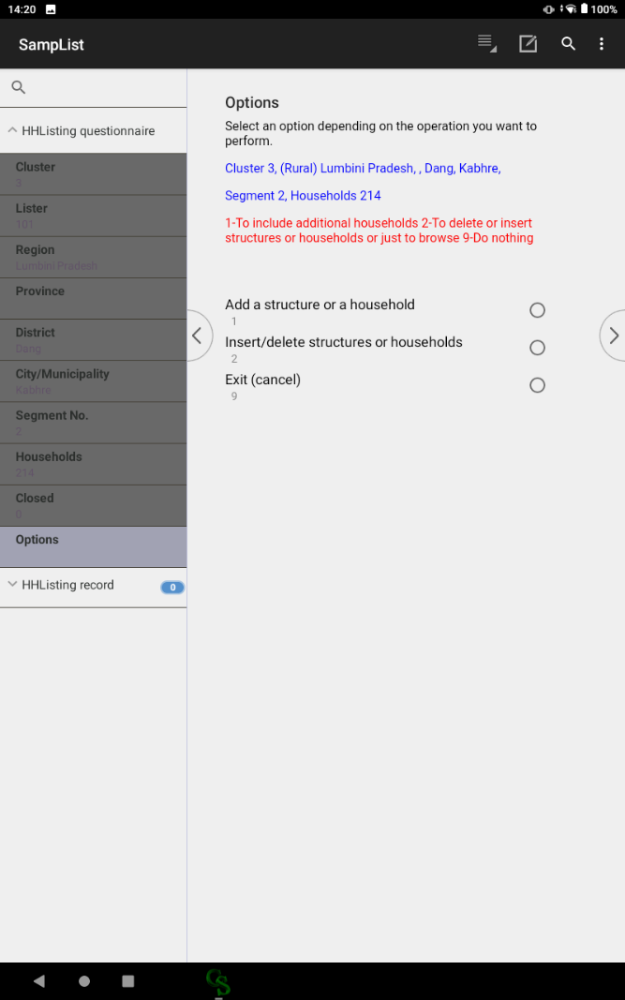 14:20
100%
SampList
HHListing questionnaire
Cluster
3
Lister
101
Region
Lumbini Pradesh
Province
District
Dang
City/Municipality
Kabhre
Segment No.
2
Households
214
Closed
0
Options
HHListing record
0
Options
Select an option depending on the operation you want to
perform.
Cluster 3, (Rural) Lumbini Pradesh, , Dang, Kabhre,
Segment 2, Households 214
1-To include additional households 2-To delete or insert
structures or households or just to browse 9-Do nothing
Add a structure or a household
1
Insert/delete structures or households
2
Exit (cancel)
9
CS